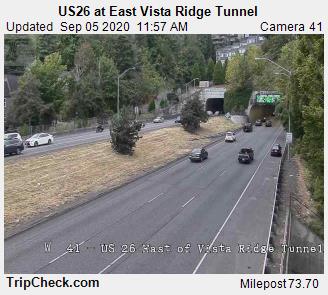 US26 at East Vista Ridge Tunnel
Updated Sep 05 2020 11:57 AM Camera 41
W 41 -- US 26 East of Vista Ridge Tunnel
TripCheck.com Milepost 73.70